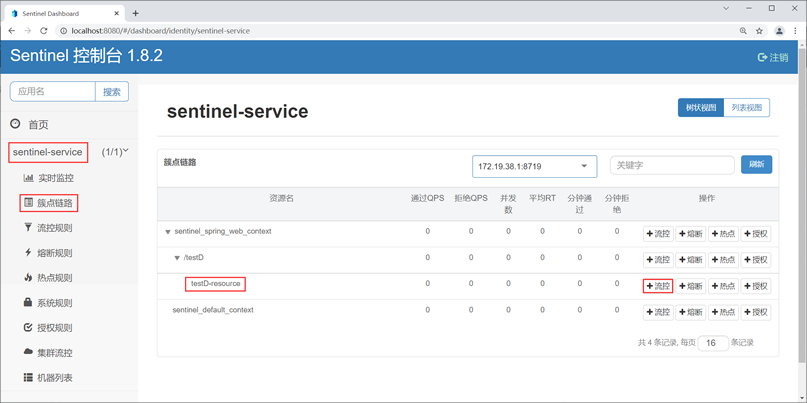 Sentinel Dashboard
localhost:8080/#/dashboard/identity/sentinel-service
Sentinel 控制台 1.8.2
注销
应用名
搜索
首页
sentinel-service (1/1)
实时监控
簇点链路
流控规则
熔断规则
热点规则
系统规则
授权规则
集群流控
机器列表
sentinel-service
树状视图 列表视图
簇点链路
172.19.38.1:8719
关键字
刷新
资源名 通过QPS 拒绝QPS 并发数 平均RT 分钟通过 分钟拒绝 操作
sentinel_spring_web_context 0 0 0 0 0 0 +流控 +熔断 +热点 +授权
/testD 0 0 0 0 0 0 +流控 +熔断 +热点 +授权
testD-resource 0 0 0 0 0 0 +流控 +熔断 +热点 +授权
sentinel_default_context 0 0 0 0 0 0 +流控 +熔断 +热点 +授权
共 4 条记录, 每页 16 条记录